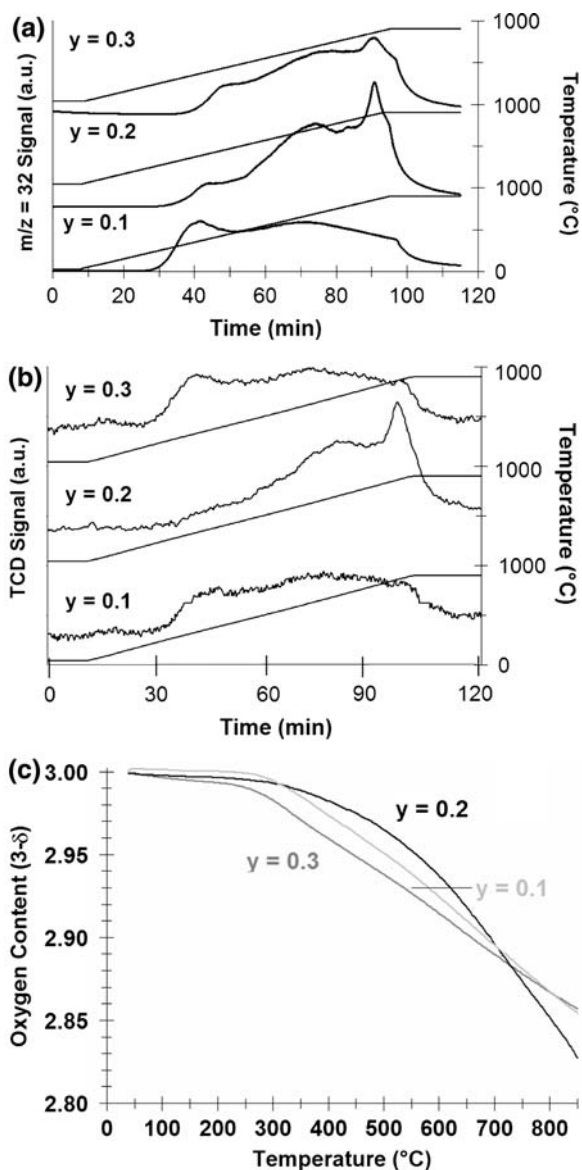 (a)
y = 0.3
y = 0.2
y = 0.1
m/z = 32 Signal (a.u.)
1000
1000
1000
0
Temperature (°C)
0 20 40 60 80 100 120
Time (min)
(b)
y = 0.3
y = 0.2
y = 0.1
TCD Signal (a.u.)
1000
1000
1000
0
Temperature (°C)
0 30 60 90 120
Time (min)
(c)
3.00
2.95
2.90
2.85
2.80
Oxygen Content (3-δ)
y = 0.2
y = 0.3
y = 0.1
0 100 200 300 400 500 600 700 800
Temperature (°C)